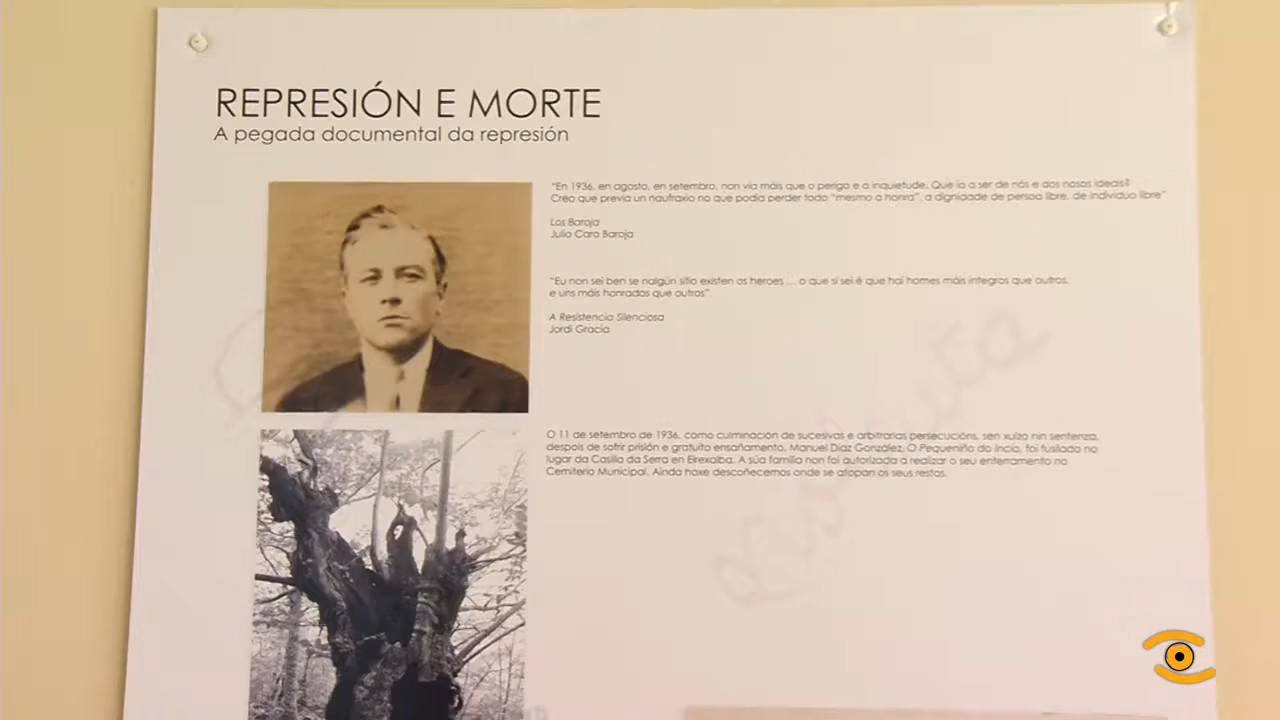 REPRESIÓN E MORTE
A pegada documental da represión
"En 1936, en agosto, en setembro, non vía máis que o perigo e a inquietude. Que ía a ser de nós e dos nosos ideais?
Creo que previa un naufraxio no que podía perder todo "mesmo a honra", a dignidade de persoa libre, de individuo libre"
Los Baroja
Julio Caro Baroja
"Eu non sei ben se nalgún sitio existen os heroes ... o que sí sei é que hai homes máis íntegros que outros,
e uns máis honrados que outros".
A Resistencia Silenciosa
Jordi Gracia
O 11 de setembro de 1936, como culminación de sucesivas e arbitrarias persecucións, sen xuízo nin sentenza,
despois de sofrir prisión e gratuíto ensañamento, Manuel Díaz González, O Pequeniño do Incio, foi fusilado no
lugar da Casilla da Serra en Eirexalba. A súa familia non foi autorizada a realizar o seu enterramento no
Cemiterio Municipal. Aínda hoxe descoñecemos onde se atopan os seus restos.